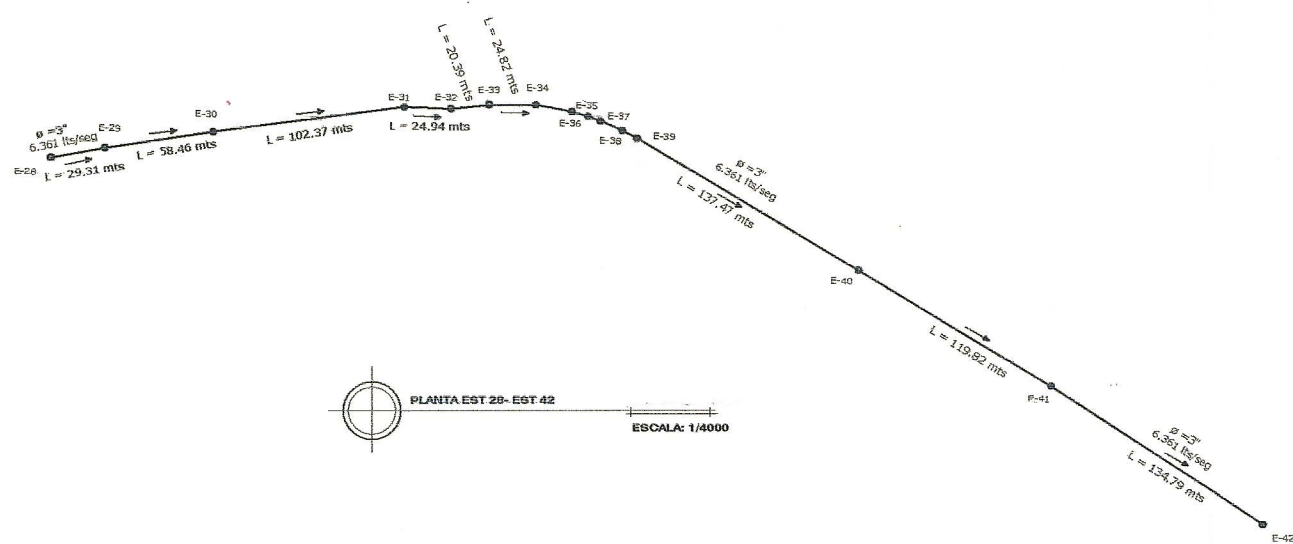 L = 20.39 mts
L = 24.82 mts
E-31
E-32
E-33
E-34
E-30
E-35
E-36
E-37
E-38
E-39
E-29
ø =3"
6.361 lts/seg
E-28
L = 29.31 mts
L = 58.46 mts
L = 102.37 mts
L = 24.94 mts
ø =3"
6.361 lts/seg
L = 137.47 mts
E-40
L = 119.82 mts
E-41
PLANTA EST 28- EST 42
ESCALA: 1/4000
ø =3"
6.361 lts/seg
L = 134.79 mts
E-42